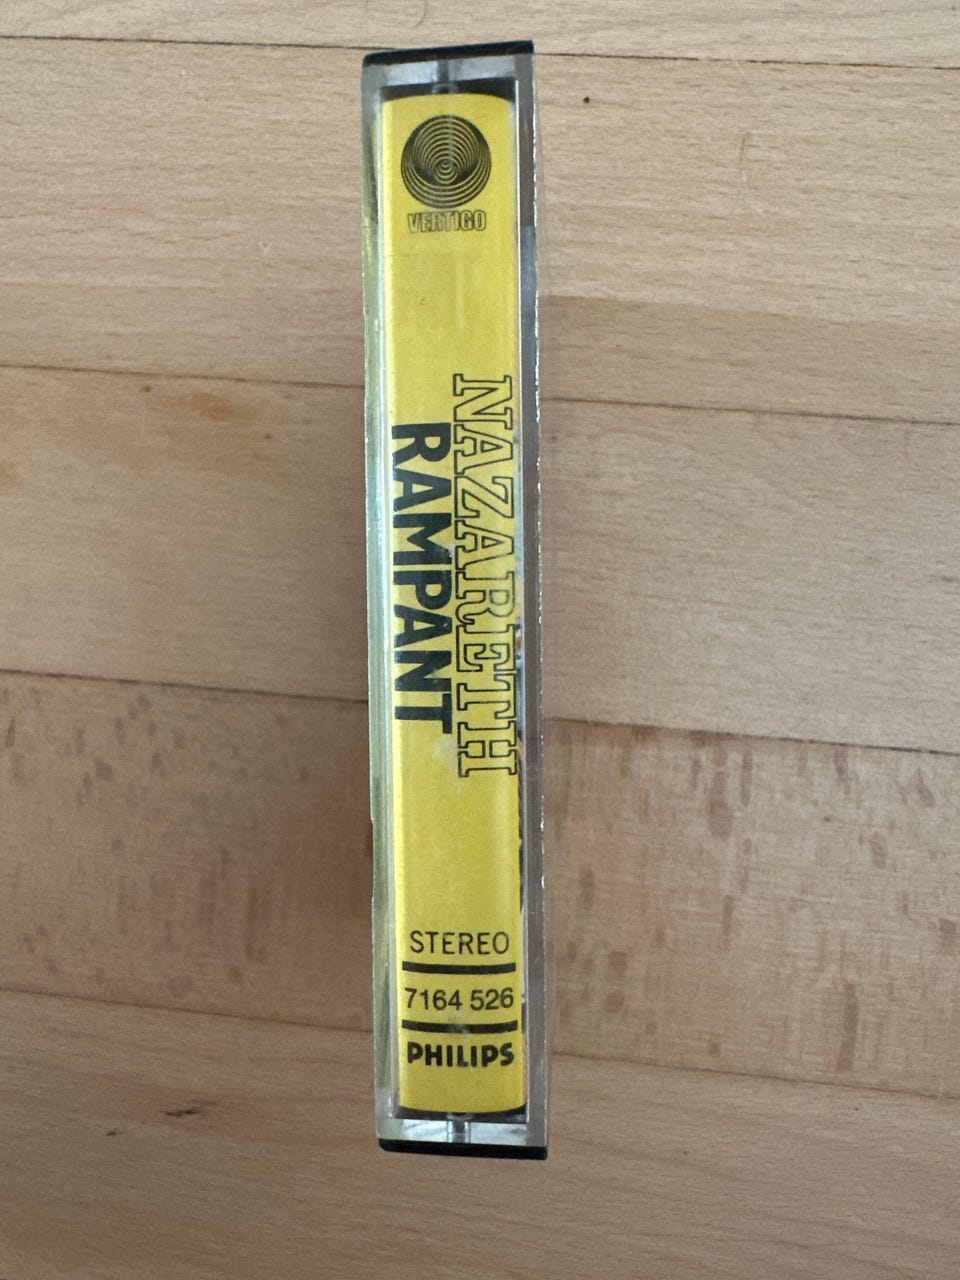 VERTIGO
NAZARETH
RAMPANT
STEREO
7164 526
PHILIPS